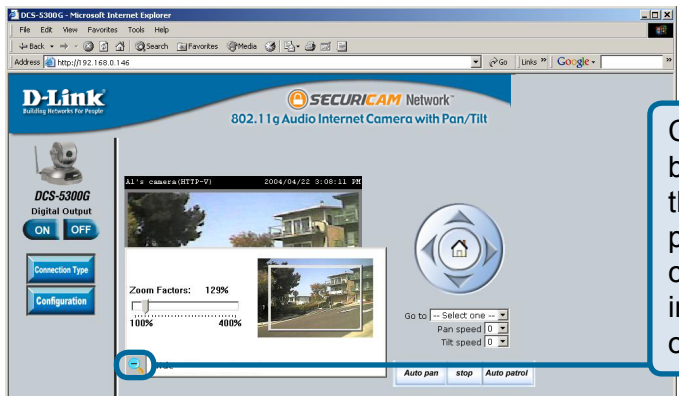 DCS-5300G - Microsoft Internet Explorer
File Edit View Favorites Tools Help
Back Search Favorites Media
Address http://192.168.0.146 Go Links » Google »
D-Link
Building Networks for People
SECURICAM Network™
802.11g Audio Internet Camera with Pan/Tilt
DCS-5300G
Digital Output
ON OFF
Connection Type
Configuration
Al's camera(HTTP-V) 2004/04/22 3:08:11 PM
Zoom Factors: 129%
100% 400%
Go to -- Select one --
Pan speed 0
Tilt speed 0
Auto pan stop Auto patrol